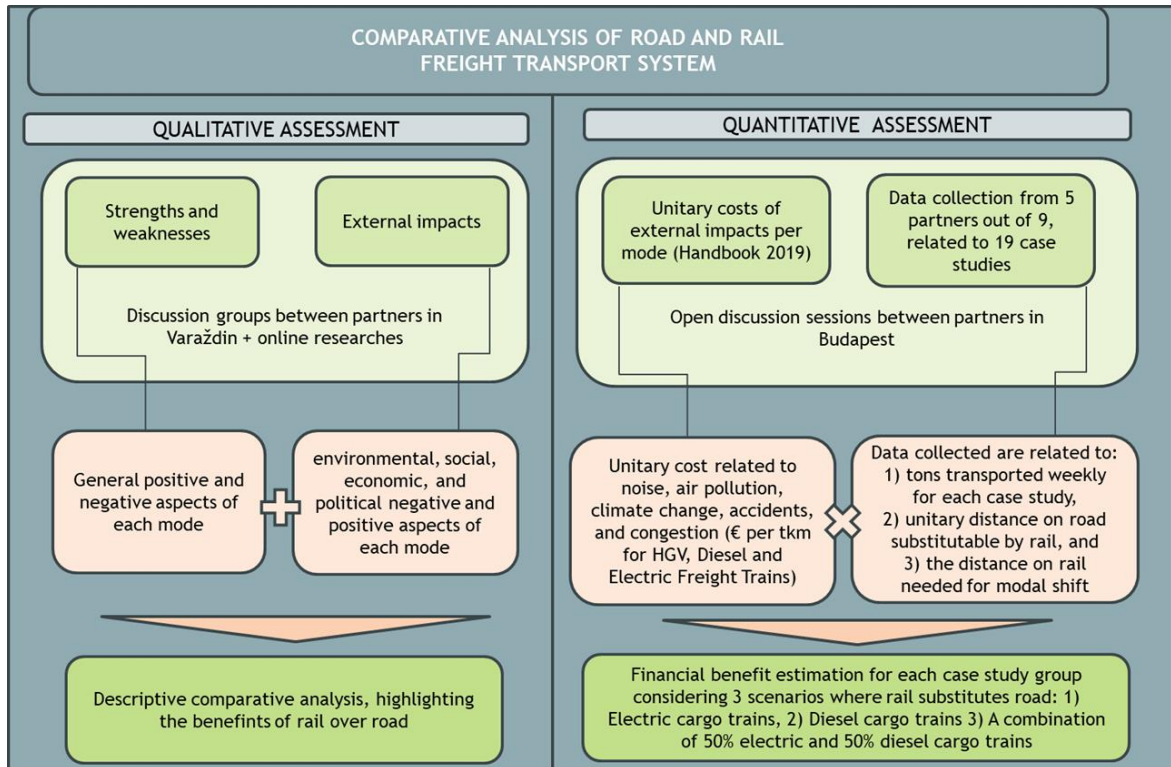 COMPARATIVE ANALYSIS OF ROAD AND RAIL
FREIGHT TRANSPORT SYSTEM
QUALITATIVE ASSESSMENT
Strengths and
weaknesses
External impacts
Discussion groups between partners in
Varaždin + online researches
General positive and
negative aspects of
each mode
environmental, social,
economic, and
political negative and
positive aspects of
each mode
Descriptive comparative analysis, highlighting
the benefints of rail over road
QUANTITATIVE ASSESSMENT
Unitary costs of
external impacts per
mode (Handbook 2019)
Data collection from 5
partners out of 9,
related to 19 case
studies
Open discussion sessions between partners in
Budapest
Unitary cost related to
noise, air pollution,
climate change, accidents,
and congestion (€ per tkm
for HGV, Diesel and
Electric Freight Trains)
Data collected are related to:
1) tons transported weekly
for each case study,
2) unitary distance on road
substitutable by rail, and
3) the distance on rail
needed for modal shift
Financial benefit estimation for each case study group
considering 3 scenarios where rail substitutes road: 1)
Electric cargo trains, 2) Diesel cargo trains 3) A combination
of 50% electric and 50% diesel cargo trains